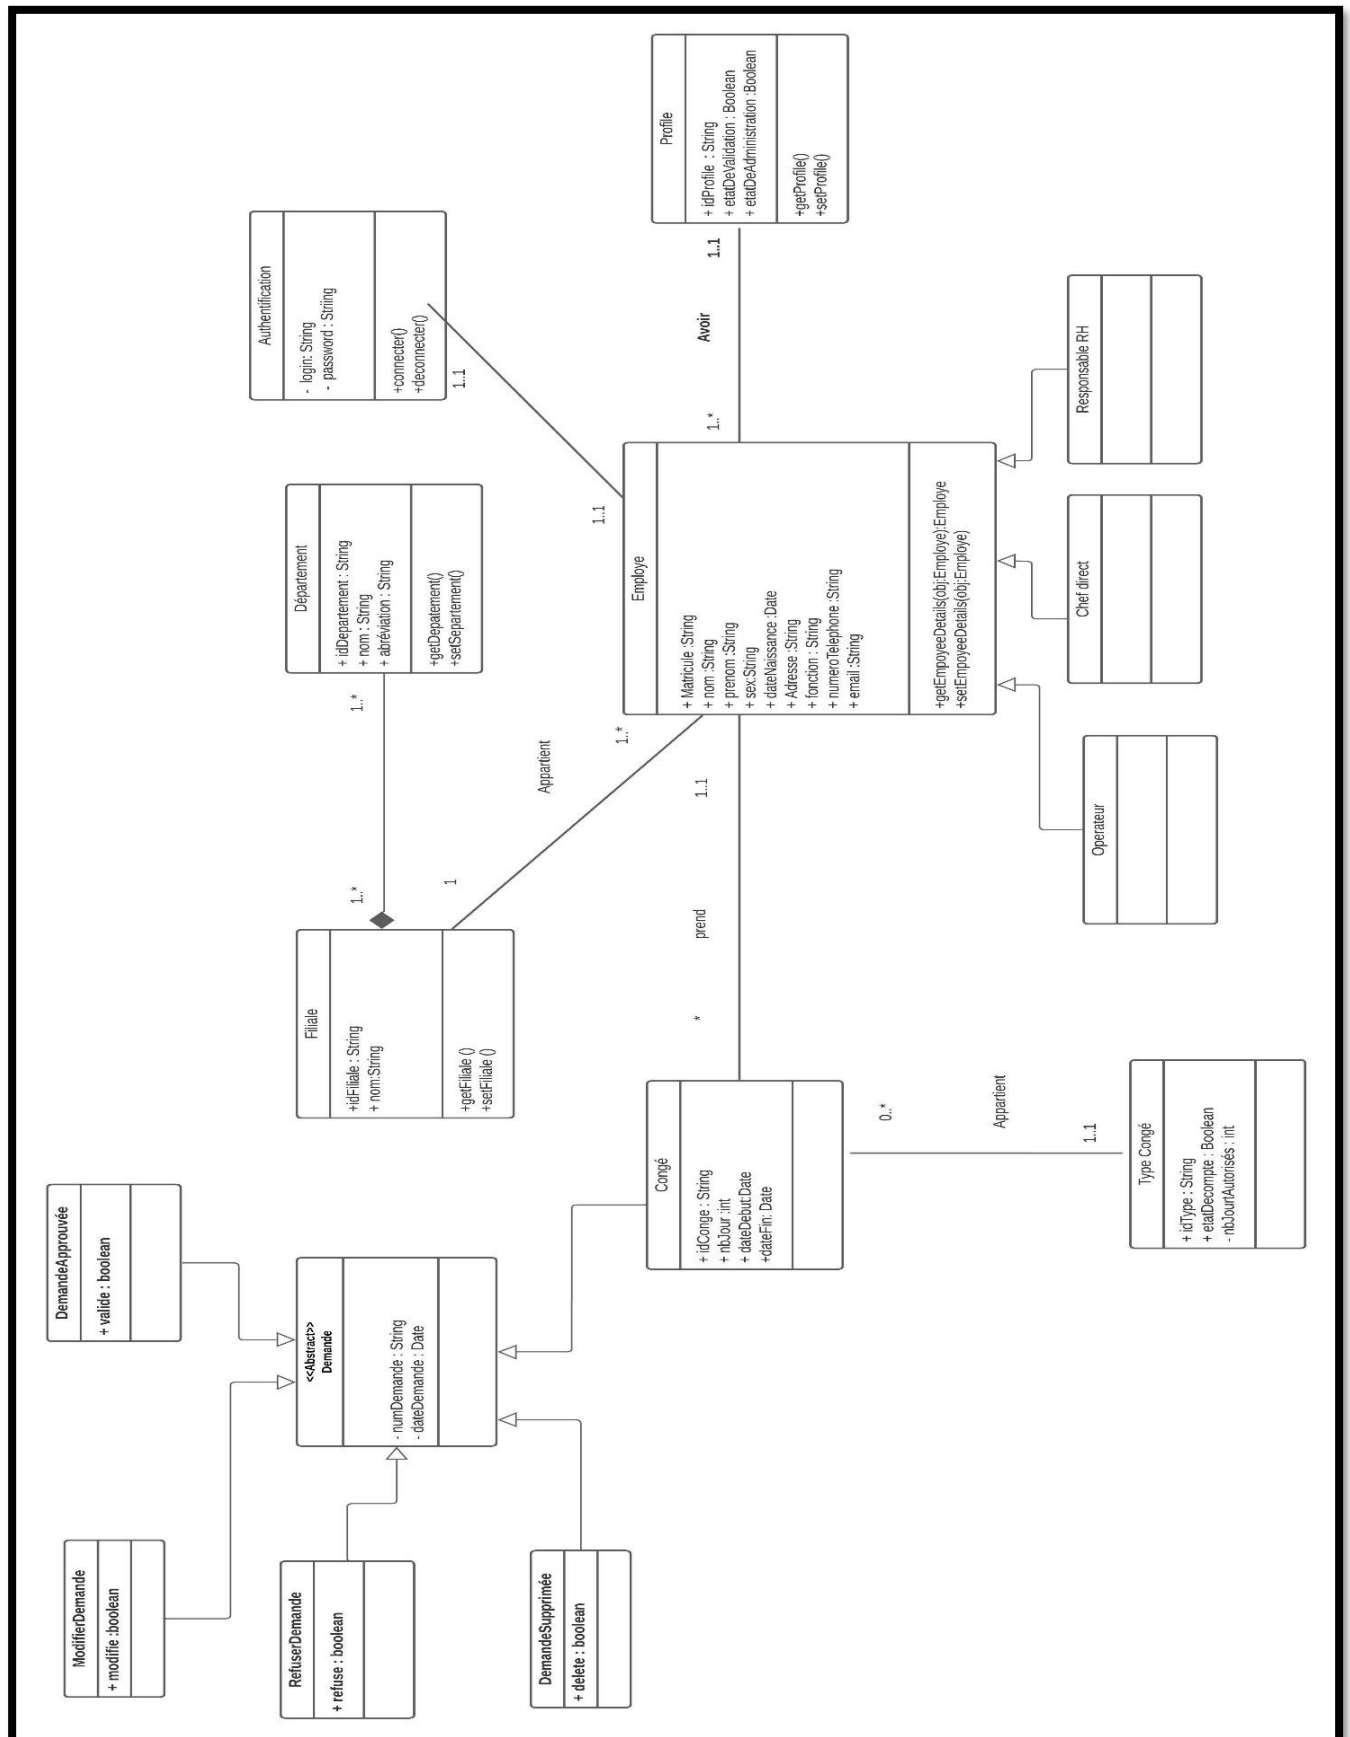 ModifierDemande
+ modifie :boolean
DemandeApprouvée
+ valide : boolean
RefuserDemande
+ refuse : boolean
<<Abstract>>
Demande
- numDemande : String
- dateDemande : Date
DemandeSupprimée
+ delete : boolean
Filiale
+idFiliale : String
+ nom:String
+getFiliale ()
+setFiliale ()
1..*
1..*
Département
+ idDepartement : String
+ nom : String
+ abréviation : String
+getDepatement()
+setSepartement()
Authentification
- login: String
- password : Striing
+connecter()
+deconnecter()
1..1
1..1
1
Appartient
1..*
Congé
+ idConge : String
+ nbJour :int
+ dateDebut:Date
+dateFin: Date
*
prend
1..1
Employe
+ Matricule :String
+ nom :String
+ prenom :String
+ sex:String
+ dateNaissance :Date
+ Adresse :String
+ fonction : String
+ numeroTelephone :String
+ email :String
+getEmpoyeeDetails(obj:Employe):Employe
+setEmpoyeeDetails(obj:Employe)
1..*
Avoir
1..1
Profile
+ idProfile : String
+ etatDeValidation : Boolean
+ etatDeAdministration :Boolean
+getProfile()
+setProfile()
0..*
Appartient
1..1
Type Congé
+ idType : String
+ etatDecompte : Boolean
- nbJourtAutorisés : int
Operateur
Chef direct
Responsable RH